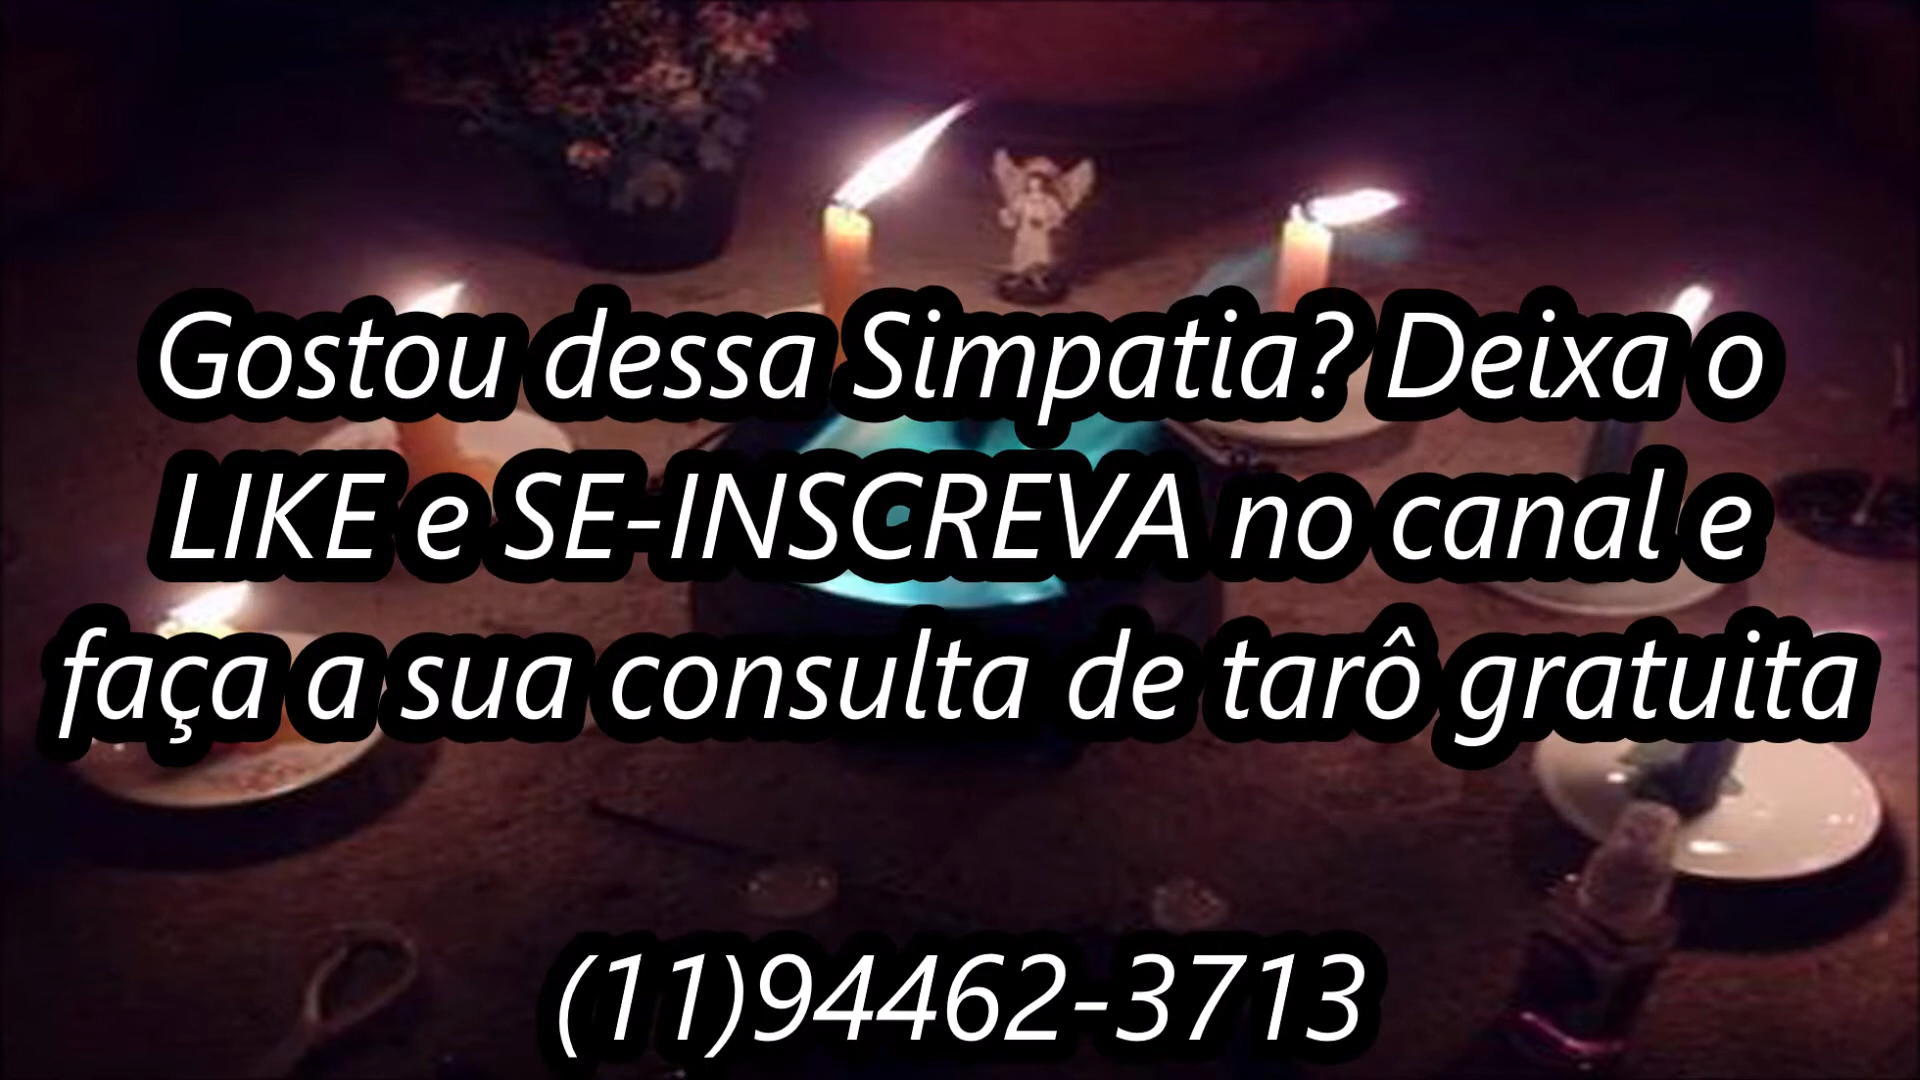 Gostou dessa Simpatia? Deixa o
LIKE e SE-INSCREVA no canal e
faça a sua consulta de tarô gratuita
(11)94462-3713